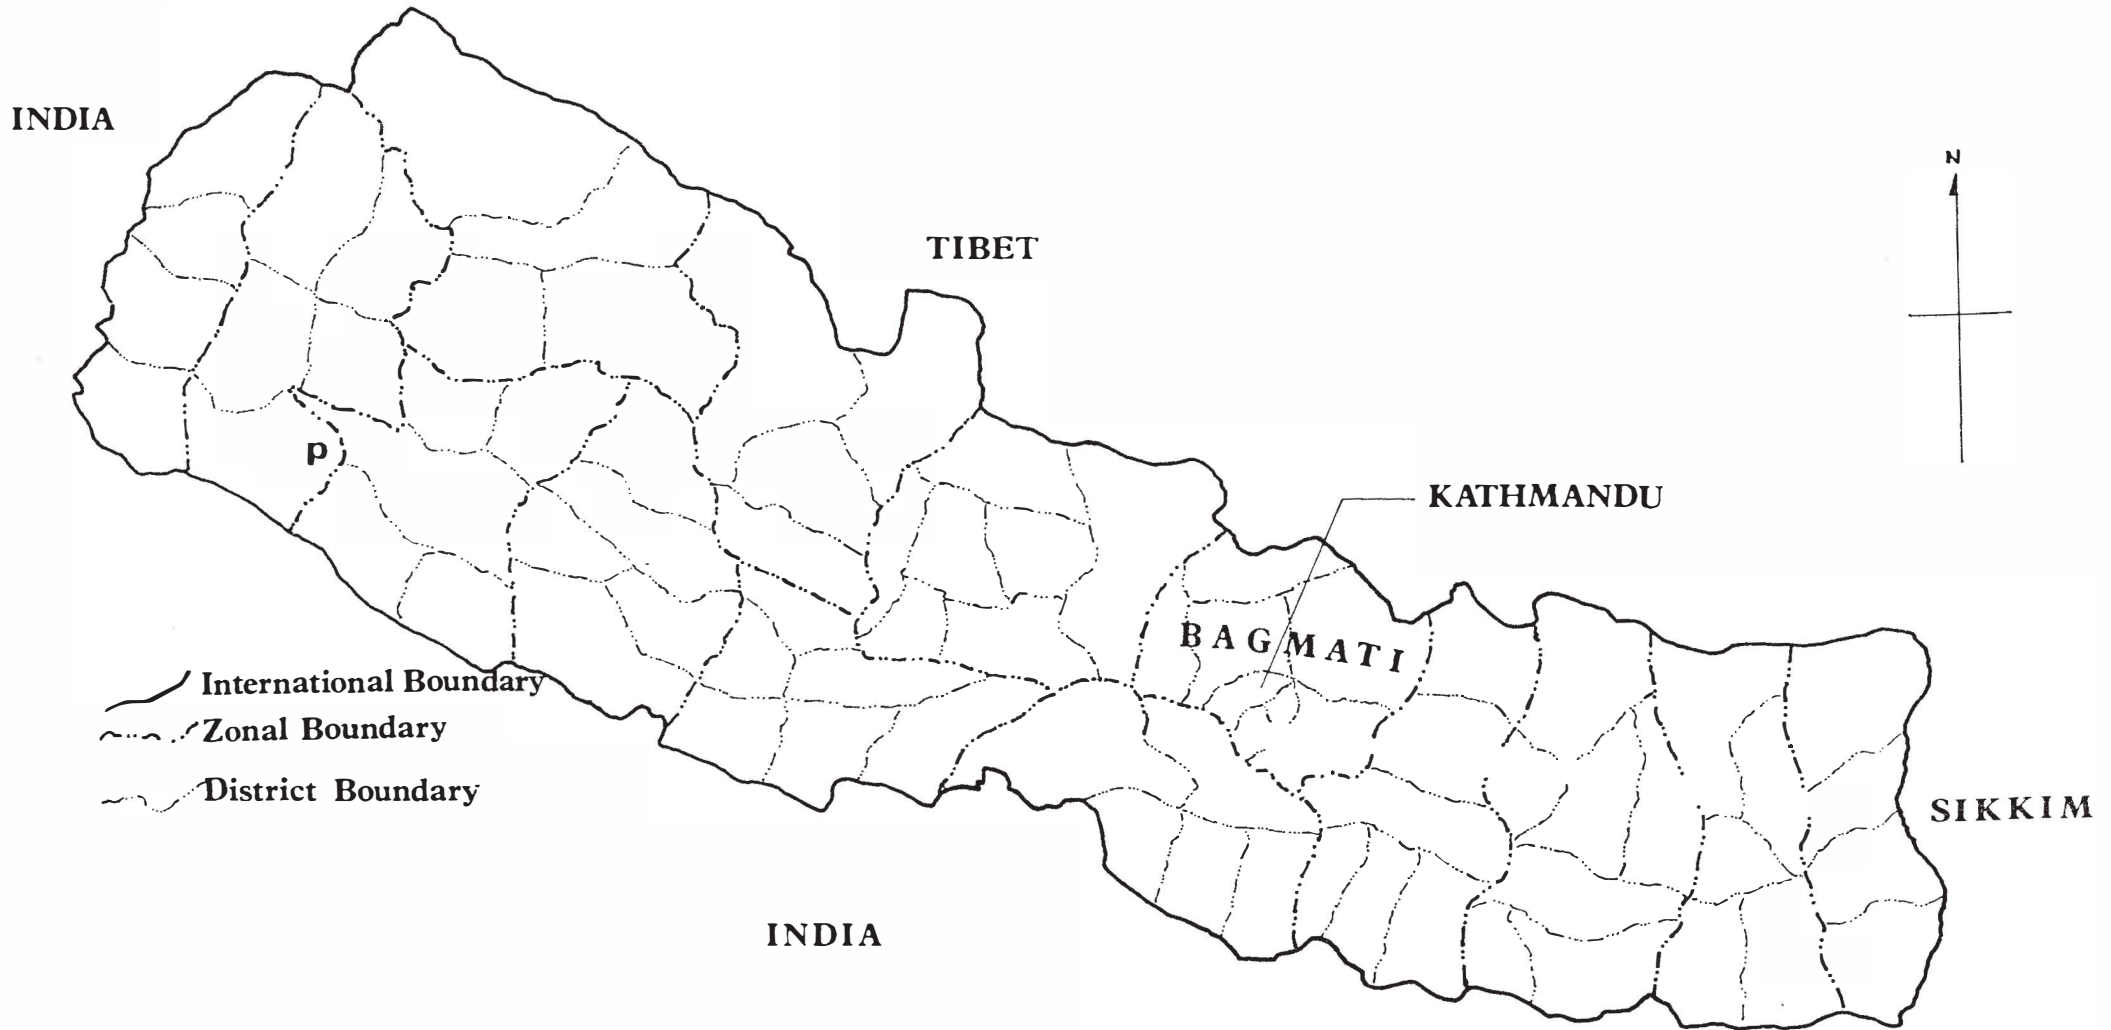 INDIA
N
TIBET
KATHMANDU
p
BAGMATI
International Boundary
Zonal Boundary
District Boundary
SIKKIM
INDIA